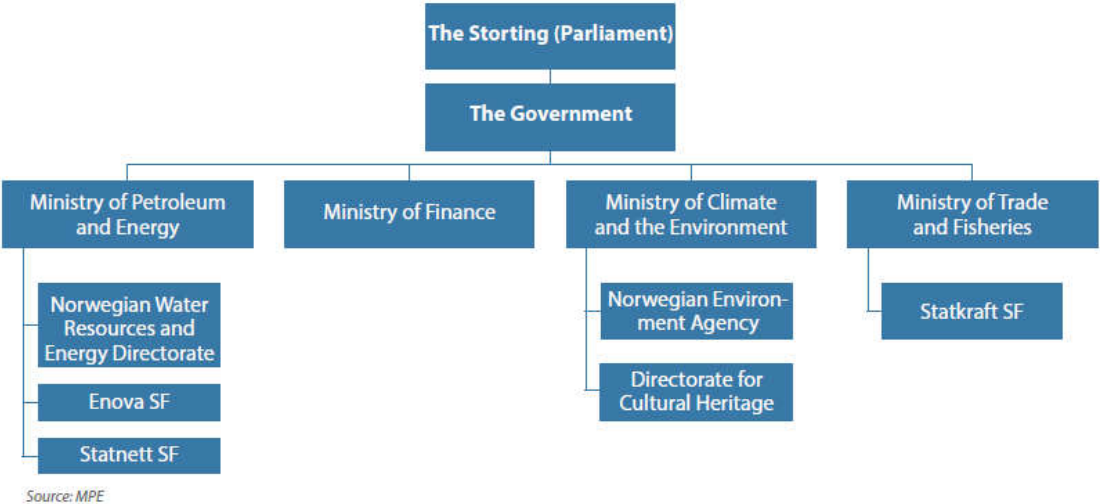 The Storting (Parliament)
The Government
Ministry of Petroleum
and Energy
Ministry of Finance
Ministry of Climate
and the Environment
Ministry of Trade
and Fisheries
Norwegian Water
Resources and
Energy Directorate
Enova SF
Statnett SF
Norwegian Environ-
ment Agency
Directorate for
Cultural Heritage
Statkraft SF
Source: MPE